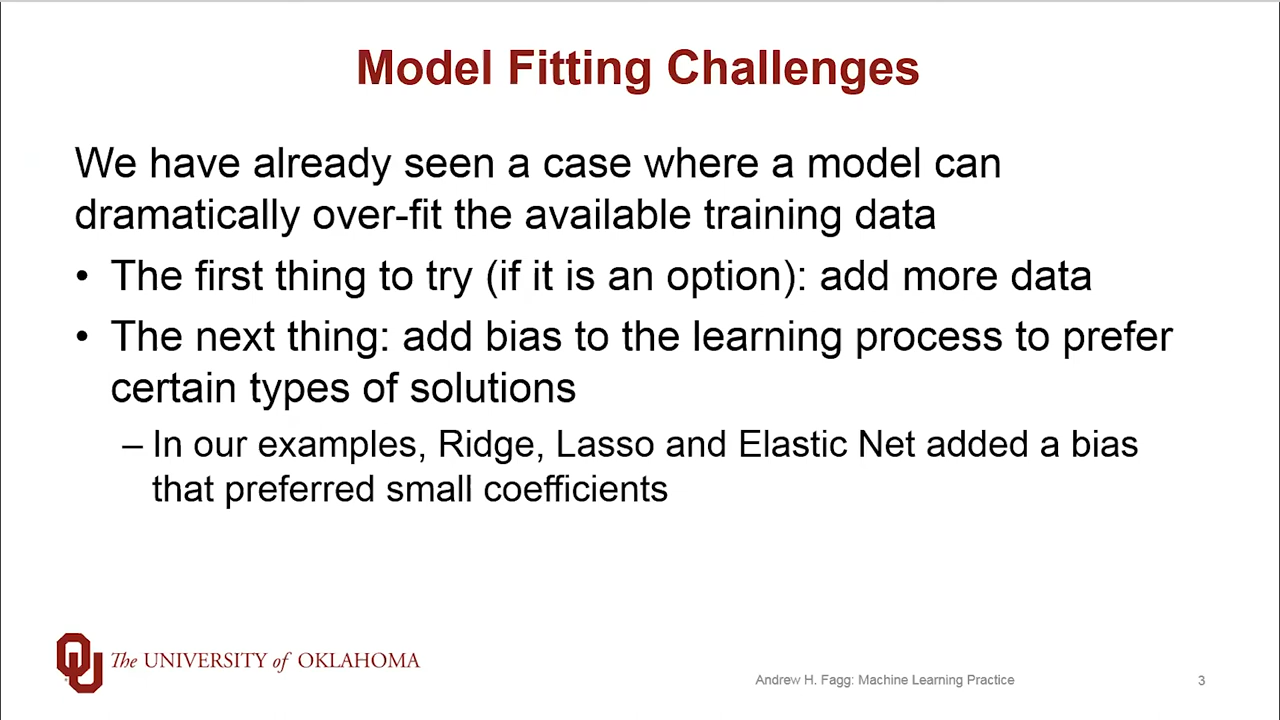 Model Fitting Challenges
We have already seen a case where a model can
dramatically over-fit the available training data
• The first thing to try (if it is an option): add more data
• The next thing: add bias to the learning process to prefer
certain types of solutions
– In our examples, Ridge, Lasso and Elastic Net added a bias
that preferred small coefficients
The UNIVERSITY of OKLAHOMA
Andrew H. Fagg: Machine Learning Practice
3